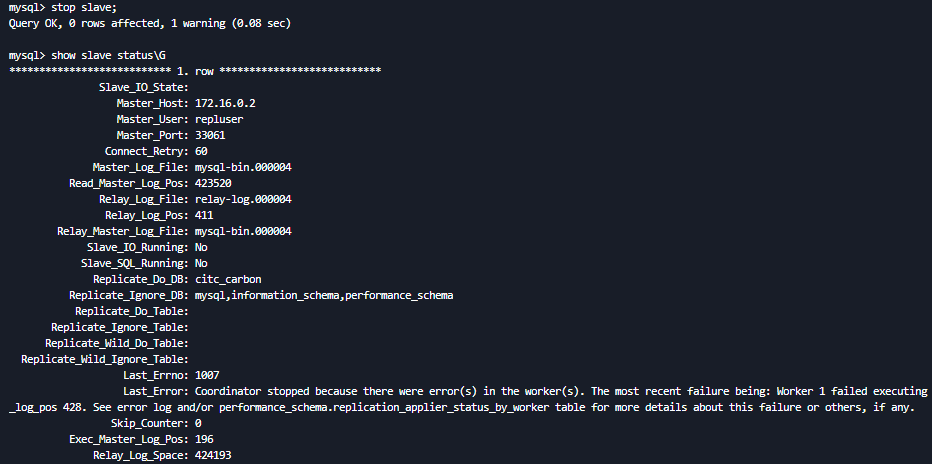 mysql> stop slave;
Query OK, 0 rows affected, 1 warning (0.08 sec)
mysql> show slave status\G
*************************** 1. row ***************************
Slave_IO_State:
Master_Host: 172.16.0.2
Master_User: repluser
Master_Port: 33061
Connect_Retry: 60
Master_Log_File: mysql-bin.000004
Read_Master_Log_Pos: 423520
Relay_Log_File: relay-log.000004
Relay_Log_Pos: 411
Relay_Master_Log_File: mysql-bin.000004
Slave_IO_Running: No
Slave_SQL_Running: No
Replicate_Do_DB: citc_carbon
Replicate_Ignore_DB: mysql,information_schema,performance_schema
Replicate_Do_Table:
Replicate_Ignore_Table:
Replicate_Wild_Do_Table:
Replicate_Wild_Ignore_Table:
Last_Errno: 1007
Last_Error: Coordinator stopped because there were error(s) in the worker(s). The most recent failure being: Worker 1 failed executing
_log_pos 428. See error log and/or performance_schema.replication_applier_status_by_worker table for more details about this failure or others, if any.
Skip_Counter: 0
Exec_Master_Log_Pos: 196
Relay_Log_Space: 424193